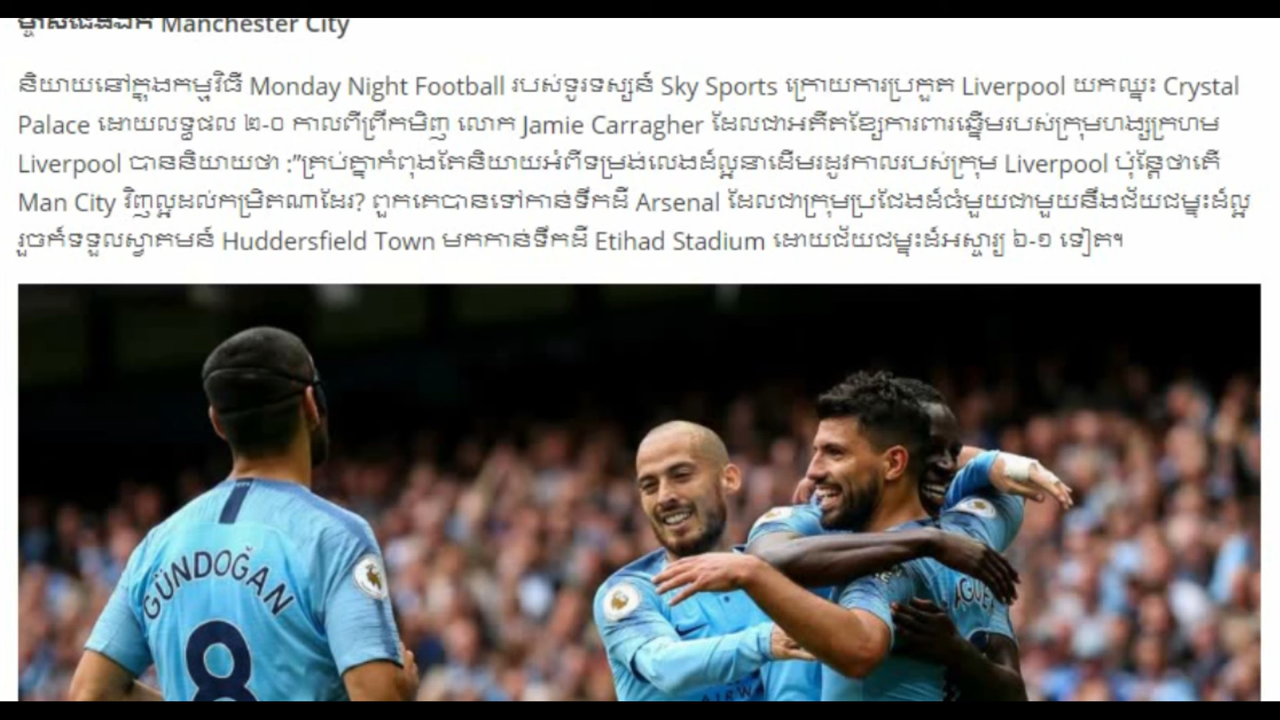 ម្ចាស់ជើងឯក Manchester City
និយាយនៅក្នុងកម្មវិធី Monday Night Football របស់ទូរទស្សន៍ Sky Sports ក្រោយការប្រកួត Liverpool យកឈ្នះ Crystal
Palace ដោយលទ្ធផល ២-០ កាលពីព្រឹកមិញ លោក Jamie Carragher ដែលជាអតីតខ្សែការពារឆ្នើមរបស់ក្រុមហង្សក្រហម
Liverpool បាននិយាយថា :"គ្រប់គ្នាកំពុងតែនិយាយអំពីទម្រង់លេងដ៍ល្អនាដើមរដូវកាលរបស់ក្រុម Liverpool ប៉ុន្តែថាតើ
Man City វិញល្អដល់កម្រិតណាដែរ? ពួកគេបានទៅកាន់ទឹកដី Arsenal ដែលជាក្រុមប្រជែងដ៍ធំមួយជាមួយនឹងជ័យជម្នះដ៍ល្អ
រួចក៍ទទួលស្វាគមន៍ Huddersfield Town មកកាន់ទឹកដី Etihad Stadium ដោយជ័យជម្នះដ៍អស្ចារ្យ ៦-១ ទៀត។
GÜNDOĞAN
8